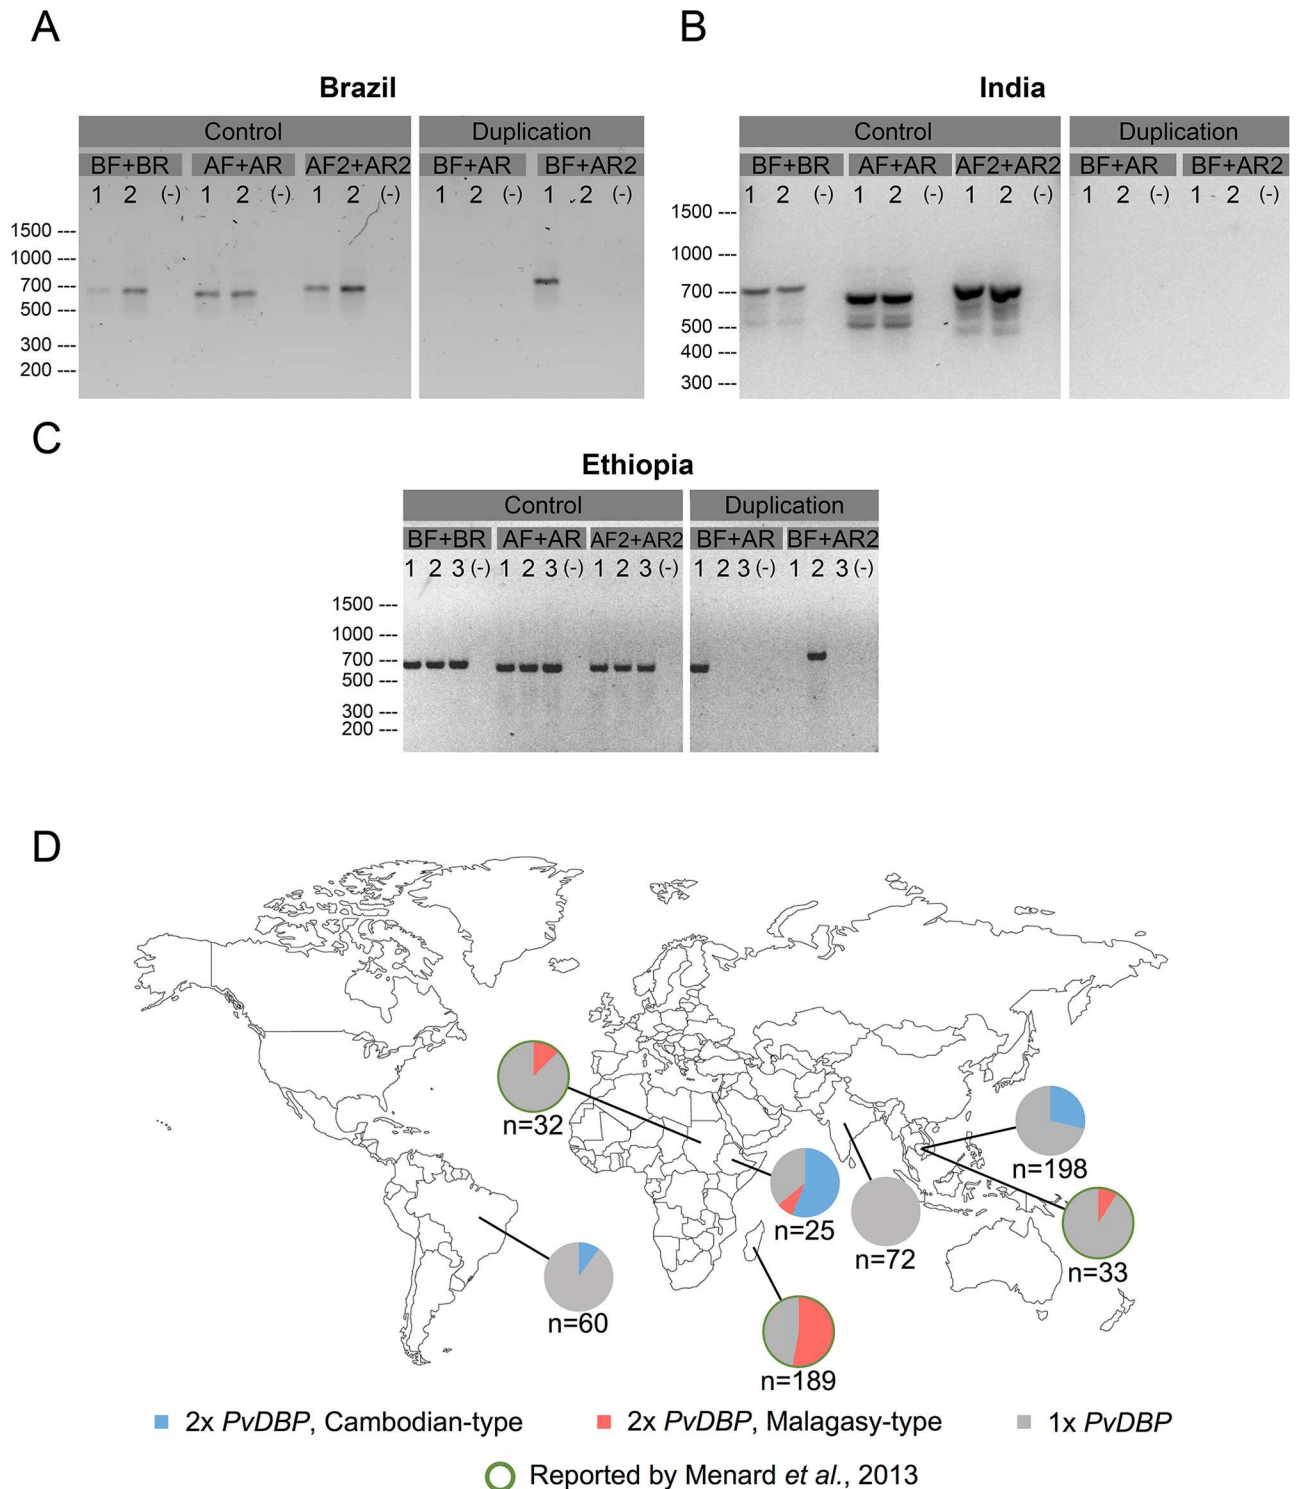 A
B
Brazil
India
Control
Duplication
Control
Duplication
BF+BR AF+AR AF2+AR2
BF+AR BF+AR2
BF+BR AF+AR AF2+AR2
BF+AR BF+AR2
1 2 (-) 1 2 (-) 1 2 (-)
1 2 (-) 1 2 (-)
1 2 (-) 1 2 (-) 1 2 (-)
1 2 (-) 1 2 (-)
1500 ---
1000 ---
700 ---
500 ---
300 ---
200 ---
1500 ---
1000 ---
700 ---
500 ---
400 ---
300 ---
C
Ethiopia
Control
Duplication
BF+BR AF+AR AF2+AR2
BF+AR BF+AR2
1 2 3 (-) 1 2 3 (-) 1 2 3 (-)
1 2 3 (-) 1 2 3 (-)
1500 ---
1000 ---
700 ---
500 ---
300 ---
200 ---
D
n=32
n=198
n=25
n=72
n=33
n=60
n=189
2x PvDBP, Cambodian-type
2x PvDBP, Malagasy-type
1x PvDBP
Reported by Menard et al., 2013